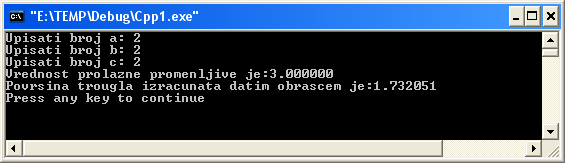 "E:\TEMP\Debug\Cpp1.exe"
Upisati broj a: 2
Upisati broj b: 2
Upisati broj c: 2
Vrednost prolazne promenljive je:3.000000
Povrsina trougla izracunata datim obrascem je:1.732051
Press any key to continue